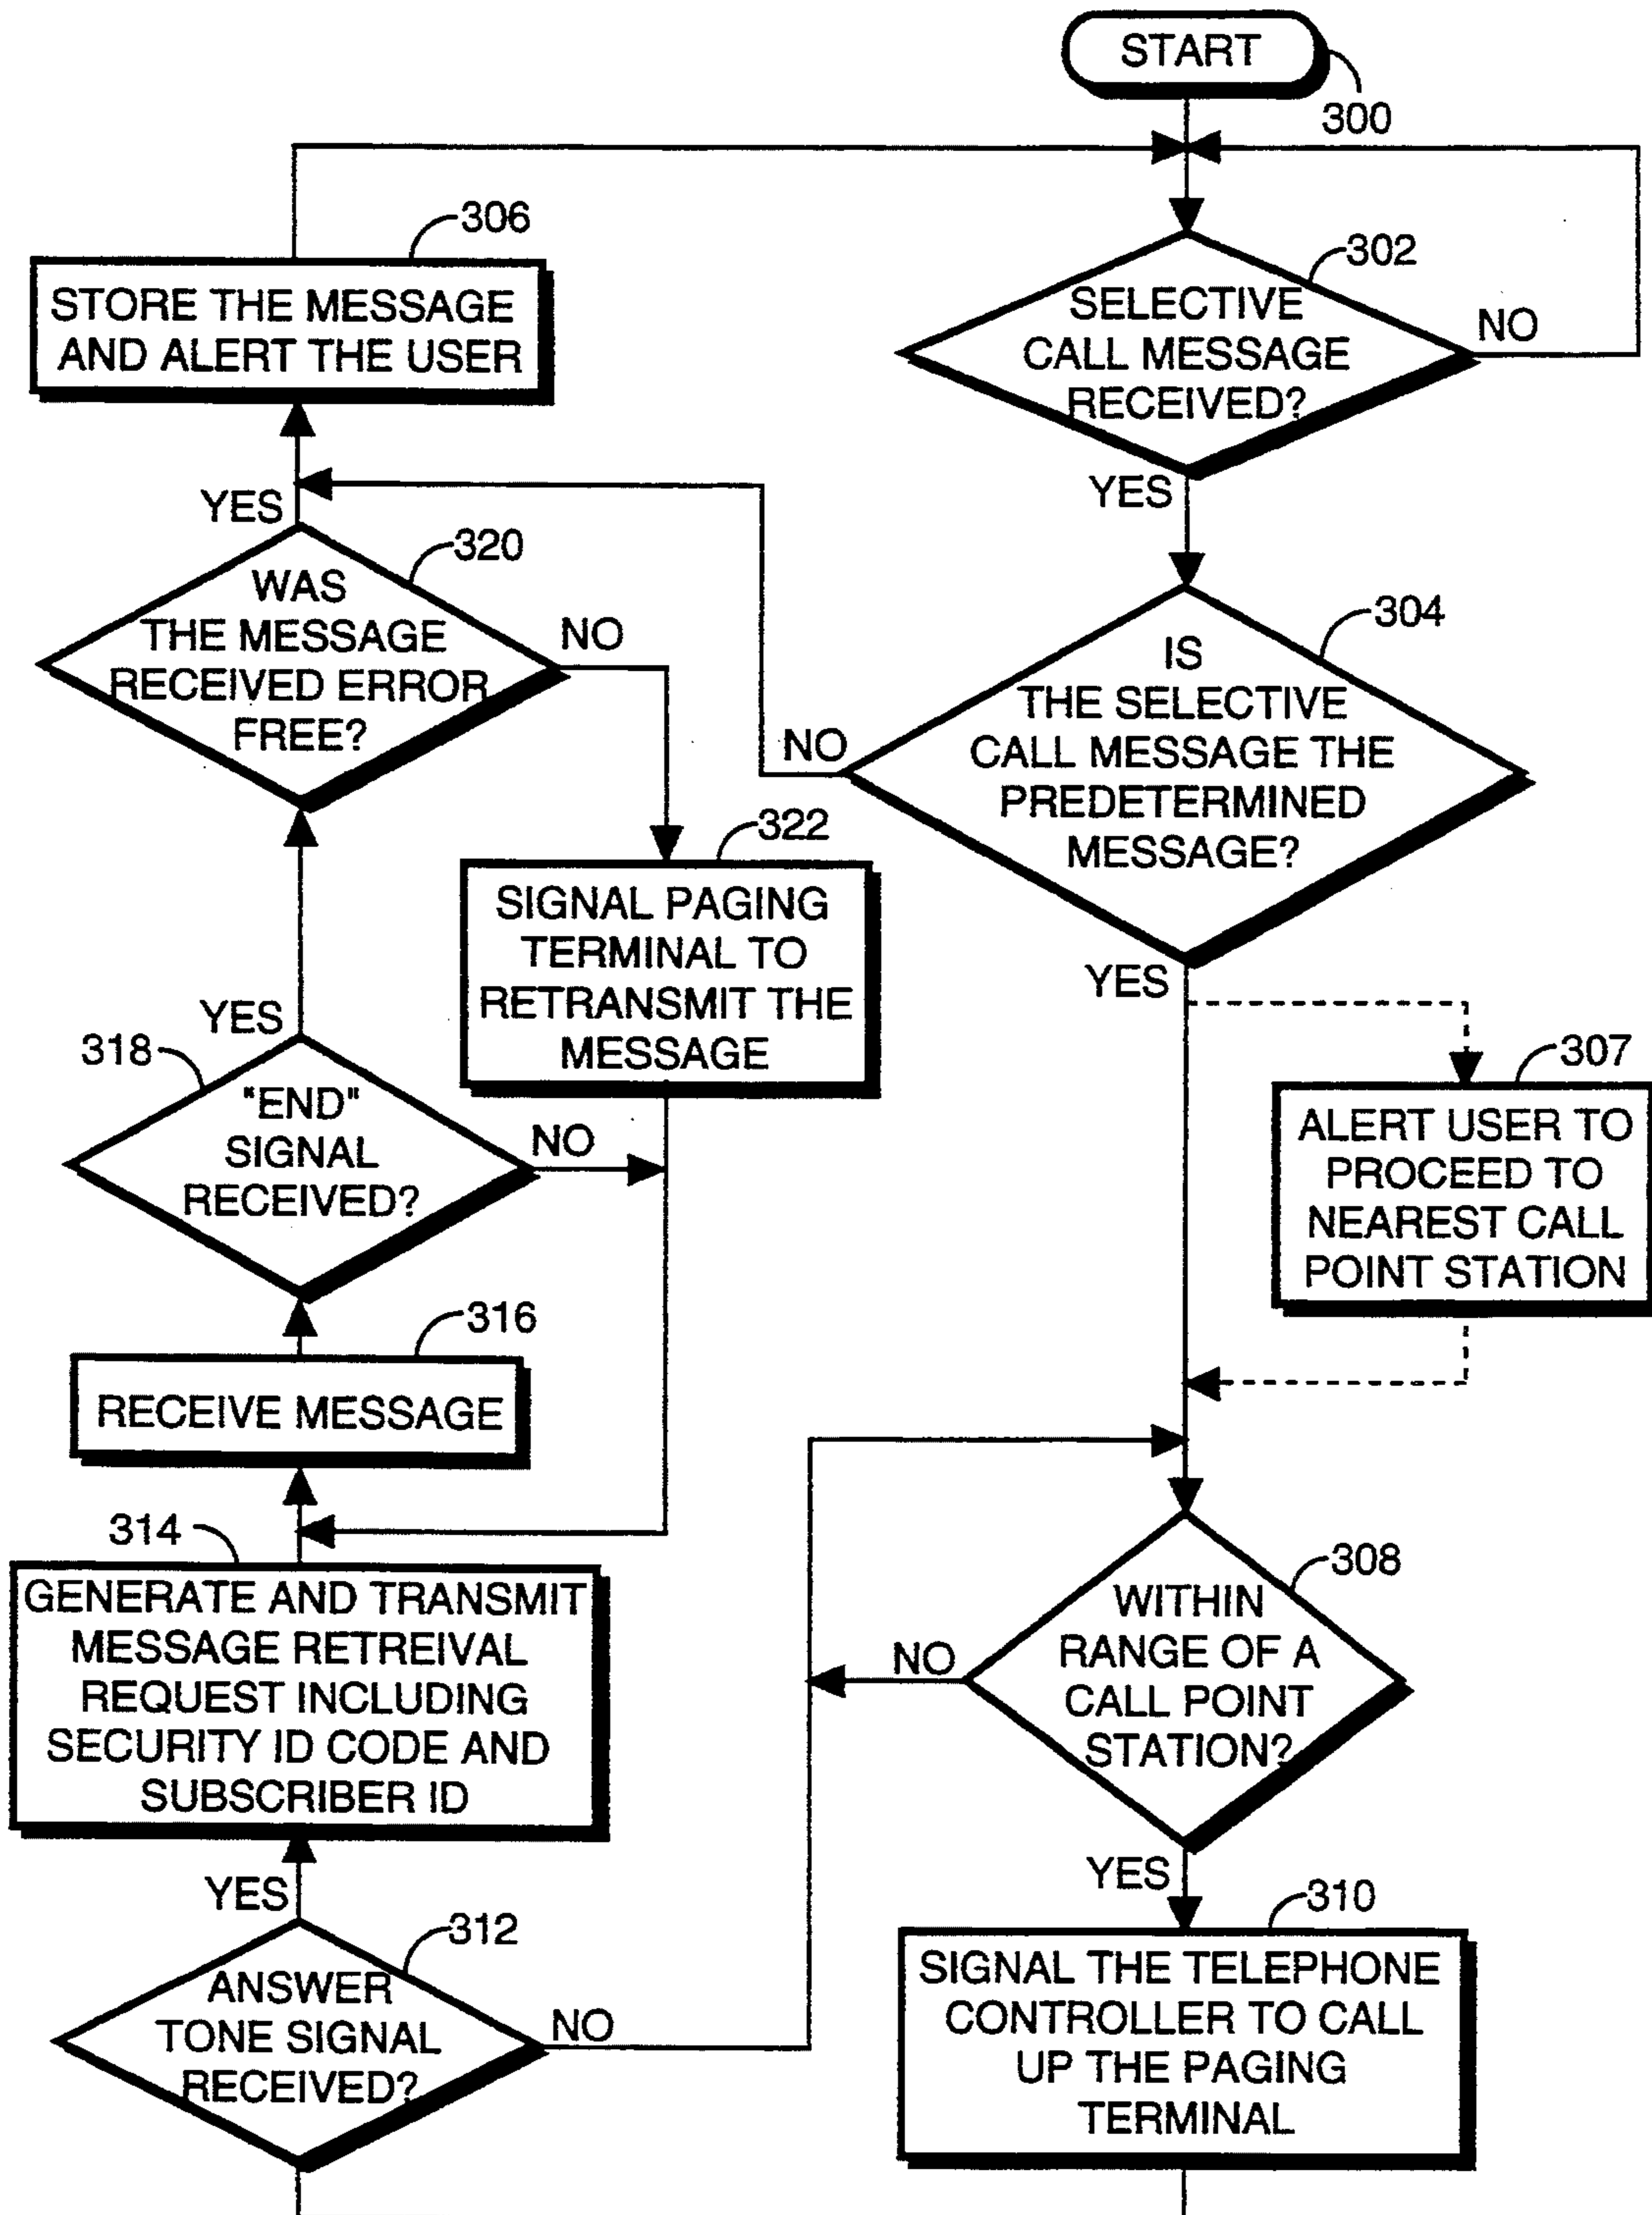 START
300
302
SELECTIVE
CALL MESSAGE
RECEIVED?
NO
YES
306
STORE THE MESSAGE
AND ALERT THE USER
YES
320
WAS
THE MESSAGE
RECEIVED ERROR
FREE?
NO
304
IS
THE SELECTIVE
CALL MESSAGE THE
PREDETERMINED
MESSAGE?
NO
YES
322
SIGNAL PAGING
TERMINAL TO
RETRANSMIT THE
MESSAGE
YES
318
"END"
SIGNAL
RECEIVED?
NO
307
ALERT USER TO
PROCEED TO
NEAREST CALL
POINT STATION
316
RECEIVE MESSAGE
314
GENERATE AND TRANSMIT
MESSAGE RETREIVAL
REQUEST INCLUDING
SECURITY ID CODE AND
SUBSCRIBER ID
308
WITHIN
RANGE OF A
CALL POINT
STATION?
NO
YES
YES
312
ANSWER
TONE SIGNAL
RECEIVED?
NO
310
SIGNAL THE TELEPHONE
CONTROLLER TO CALL
UP THE PAGING
TERMINAL